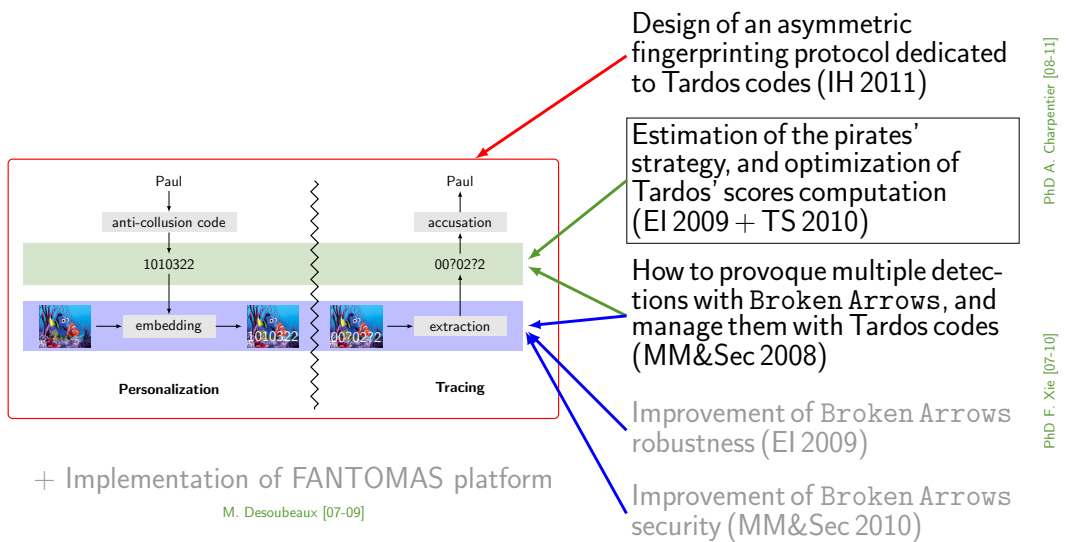 Design of an asymmetric
fingerprinting protocol dedicated
to Tardos codes (IH 2011)
Estimation of the pirates'
strategy, and optimization of
Tardos' scores computation
(EI 2009 + TS 2010)
How to provoque multiple detec-
tions with Broken Arrows, and
manage them with Tardos codes
(MM&Sec 2008)
Improvement of Broken Arrows
robustness (EI 2009)
Improvement of Broken Arrows
security (MM&Sec 2010)
PhD A. Charpentier [08-11]
PhD F. Xie [07-10]
Paul
anti-collusion code
1010322
embedding
1010322
Personalization
Paul
accusation
00?02?2
00?02?2
extraction
Tracing
+ Implementation of FANTOMAS platform
M. Desoubeaux [07-09]